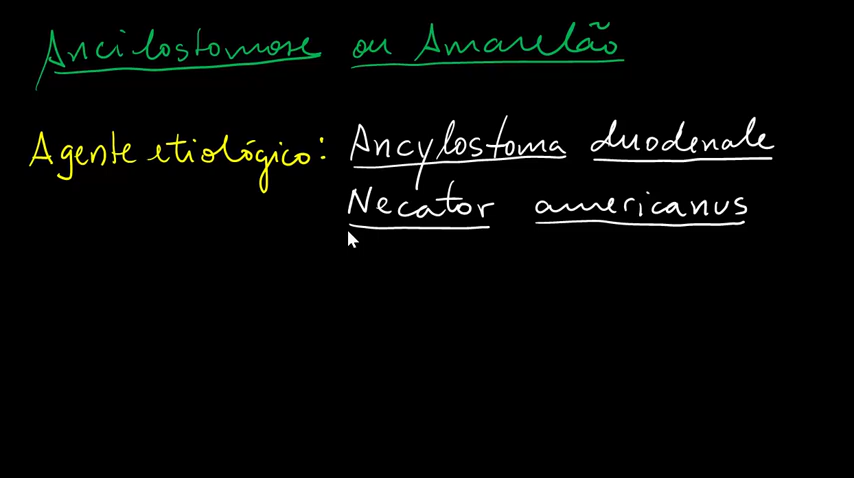 Ancilostomose ou Amarelão
Agente etiológico: Ancylostoma duodenale
Necator americanus